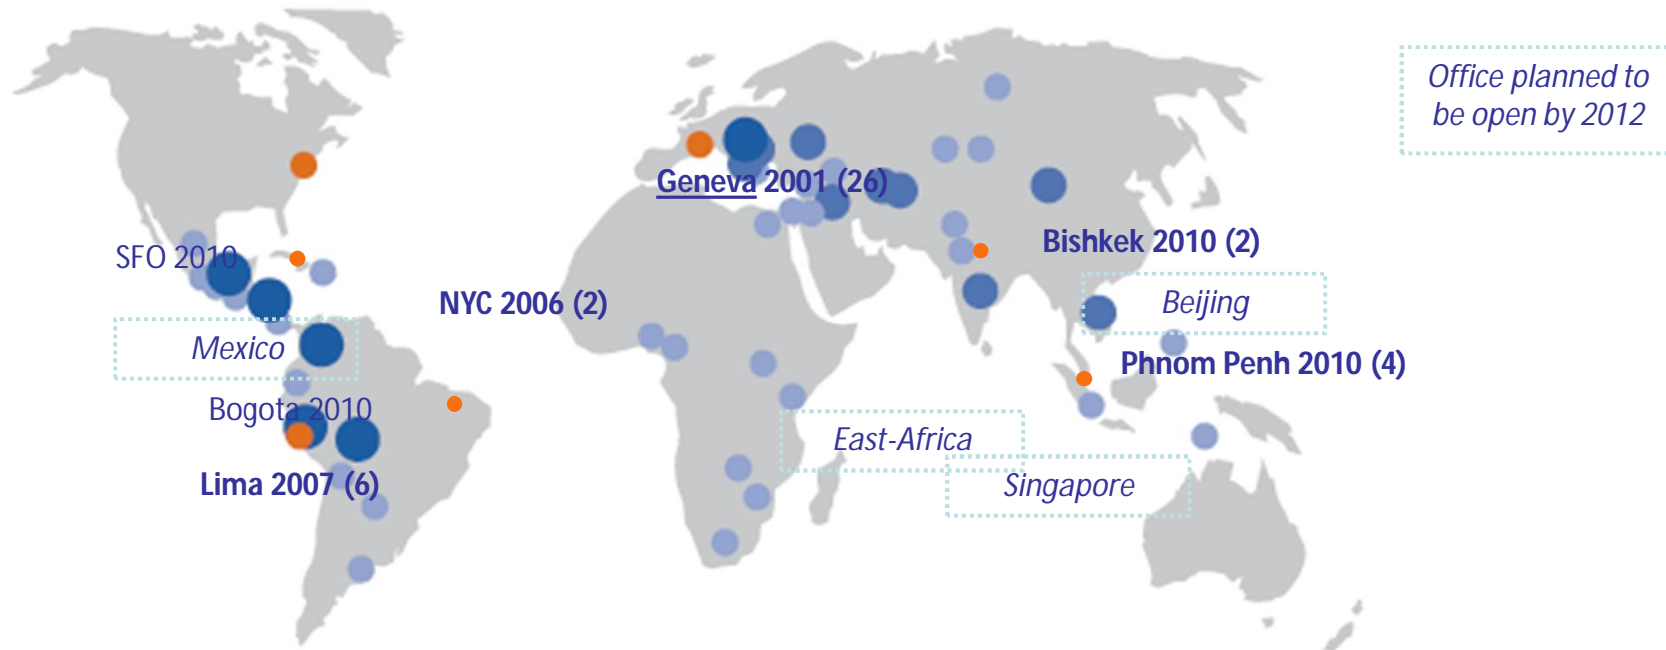 Office planned to
be open by 2012
Geneva 2001 (26)
SFO 2010
Bishkek 2010 (2)
NYC 2006 (2)
Beijing
Mexico
Phnom Penh 2010 (4)
Bogota 2010
East-Africa
Lima 2007 (6)
Singapore